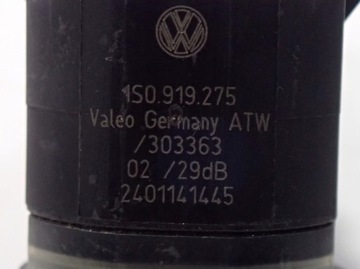 1S0.919.275
Valeo Germany ATW
/303363
02 /29dB
2401141445